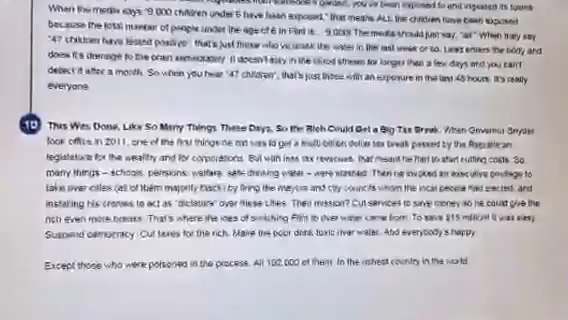 someone's garden, you've been exposed to and ingested its toxins
When the media says "9,000 children under 6 have been exposed," that means ALL the children have been exposed
because the total number of people under the age of 6 in Flint is... 9,000! The media should just say, "all." When they say
"47 children have tested positive", that's just those who've drank the water in the last week or so. Lead enters the body and
does it's damage to the brain immediately. It doesn't stay in the blood stream for longer than a few days and you can't
detect it after a month. So when you hear "47 children", that's just those with an exposure in the last 48 hours. It's really
everyone.
10 This Was Done, Like So Many Things These Days, So the Rich Could Get a Big Tax Break. When Governor Snyder
took office in 2011, one of the first things he did was to get a multi-billion dollar tax break passed by the Republican
legislature for the wealthy and for corporations. But with less tax revenues, that meant he had to start cutting costs. So,
many things – schools, pensions, welfare, safe drinking water – were slashed. Then he invoked an executive privilege to
take over cities (all of them majority black) by firing the mayors and city councils whom the local people had elected, and
installing his cronies to act as "dictators" over these cities. Their mission? Cut services to save money so he could give the
rich even more breaks. That's where the idea of switching Flint to river water came from. To save $15 million! It was easy.
Suspend democracy. Cut taxes for the rich. Make the poor drink toxic river water. And everybody's happy.
Except those who were poisoned in the process. All 102,000 of them. In the richest country in the world.